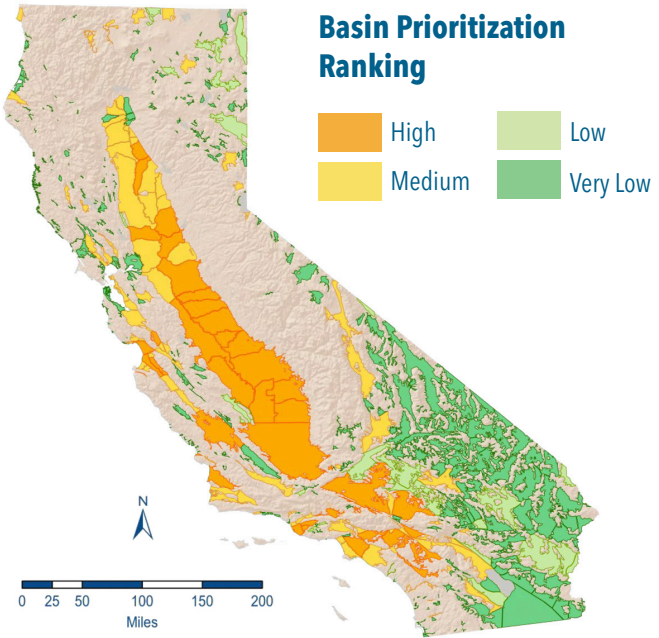 Basin Prioritization
Ranking
High
Low
Medium
Very Low
N
0 25 50 100 150 200
Miles